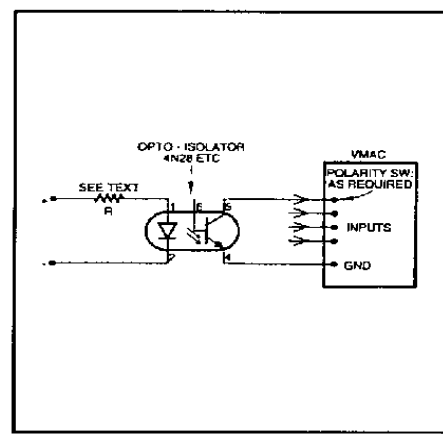 OPTO - ISOLATOR
4N28 ETC
VMAC
POLARITY SW:
AS REQUIRED
SEE TEXT
R
1
6
5
INPUTS
2
4
GND